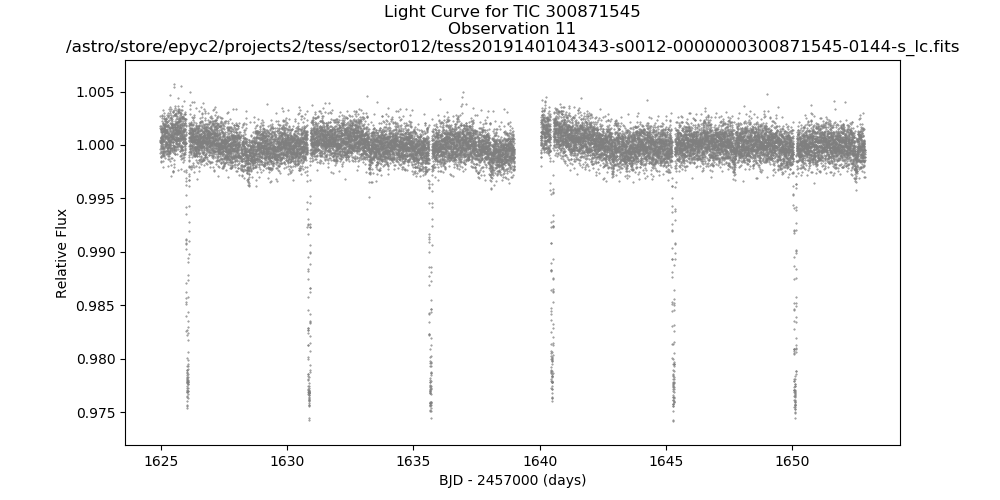 Light Curve for TIC 300871545
Observation 11
/astro/store/epyc2/projects2/tess/sector012/tess2019140104343-s0012-0000000300871545-0144-s_lc.fits
1.005
1.000
0.995
0.990
0.985
0.980
0.975
Relative Flux
1625 1630 1635 1640 1645 1650
BJD - 2457000 (days)